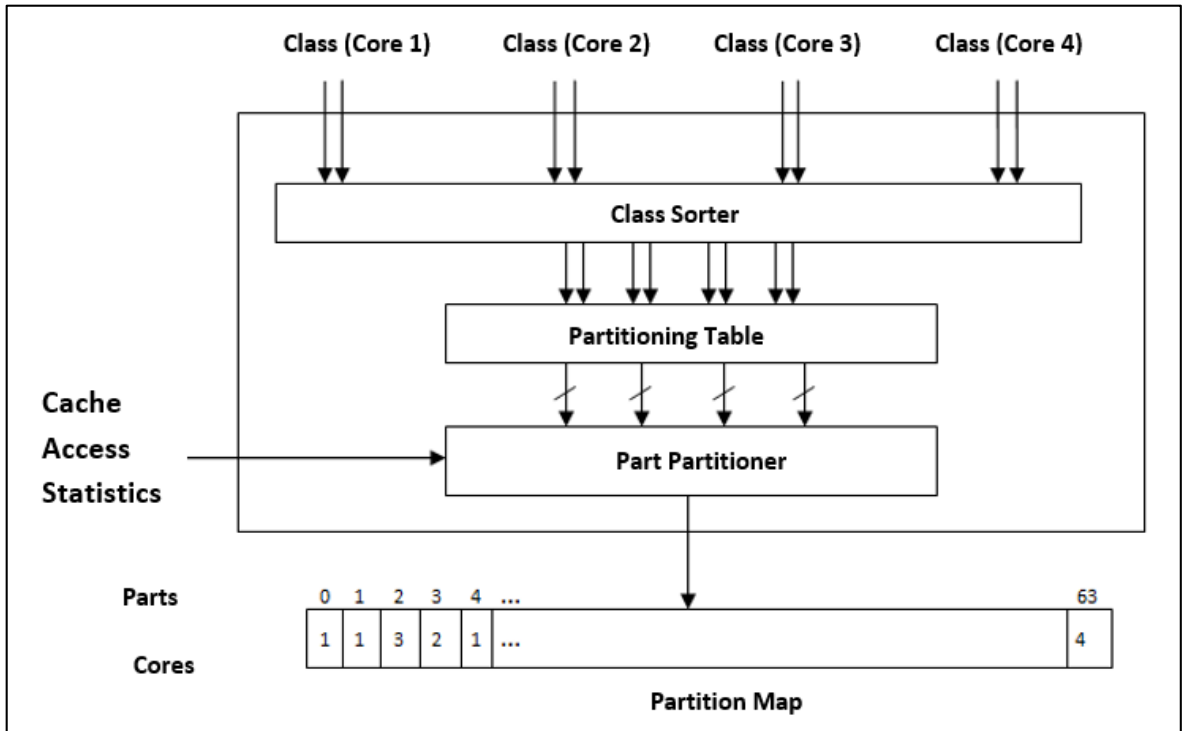 Class (Core 1) Class (Core 2) Class (Core 3) Class (Core 4)
Class Sorter
Partitioning Table
Cache
Access
Statistics
Part Partitioner
Parts 0 1 2 3 4 ... 63
1 1 3 2 1 ... 4
Cores
Partition Map